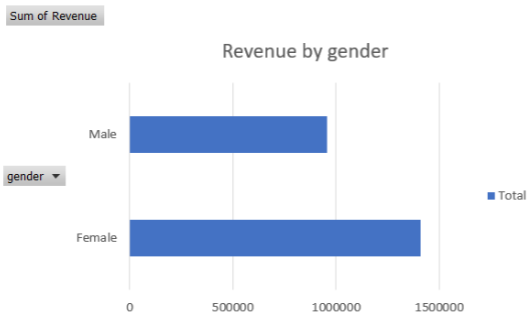 Sum of Revenue
Revenue by gender
Male
gender
Total
Female
0 500000 1000000 1500000